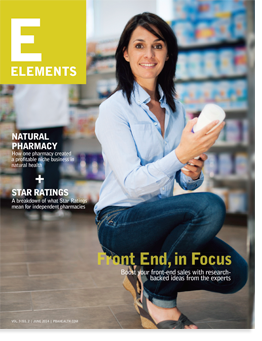 E
ELEMENTS
NATURAL
PHARMACY
How one pharmacy created
a profitable niche business in
natural health
+
STAR RATINGS
A breakdown of what Star Ratings
mean for independent pharmacies
Front End, in Focus
Boost your front-end sales with research-
backed ideas from the experts